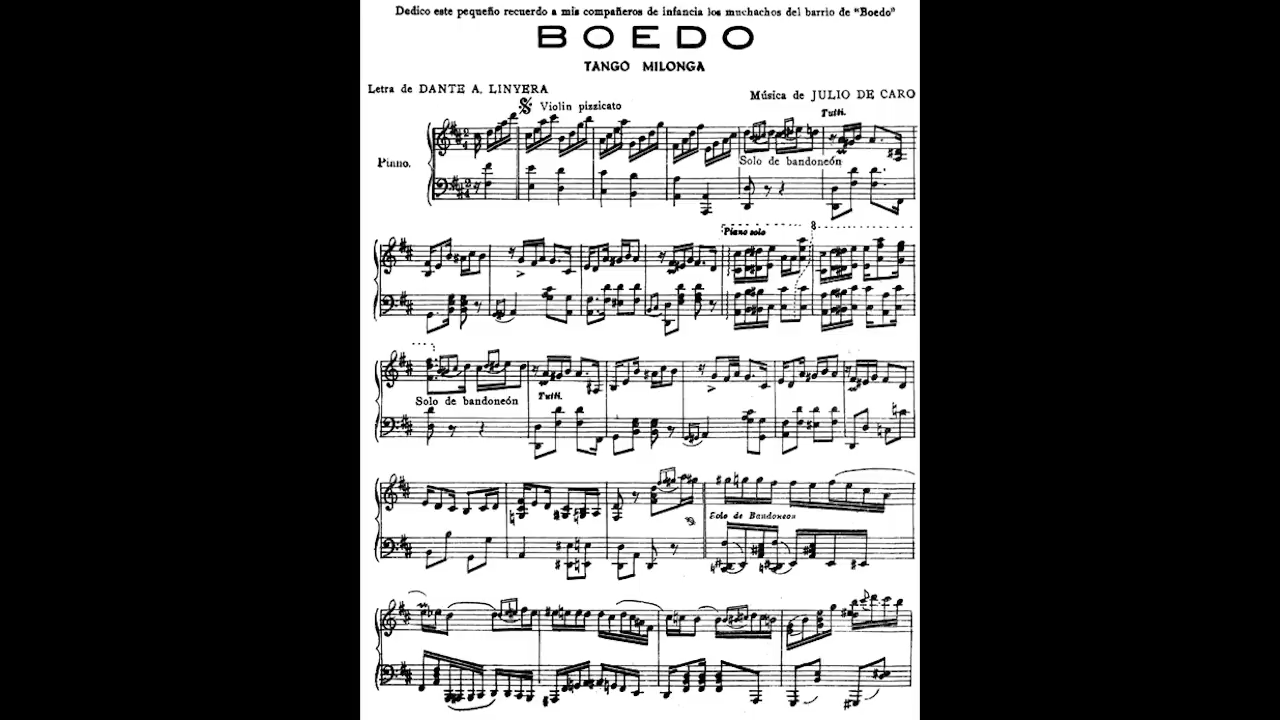 Dedico este pequeño recuerdo a mis compañeros de infancia los muchachos del barrio de "Boedo"
BOEDO
TANGO MILONGA
Letra de DANTE A. LINYERA
Música de JULIO DE CARO
Violin pizzicato
Tutti.
Piano.
Solo de bandoneón
Piano solo
8
Solo de bandoneón
Tutti.
Solo de Bandoneon